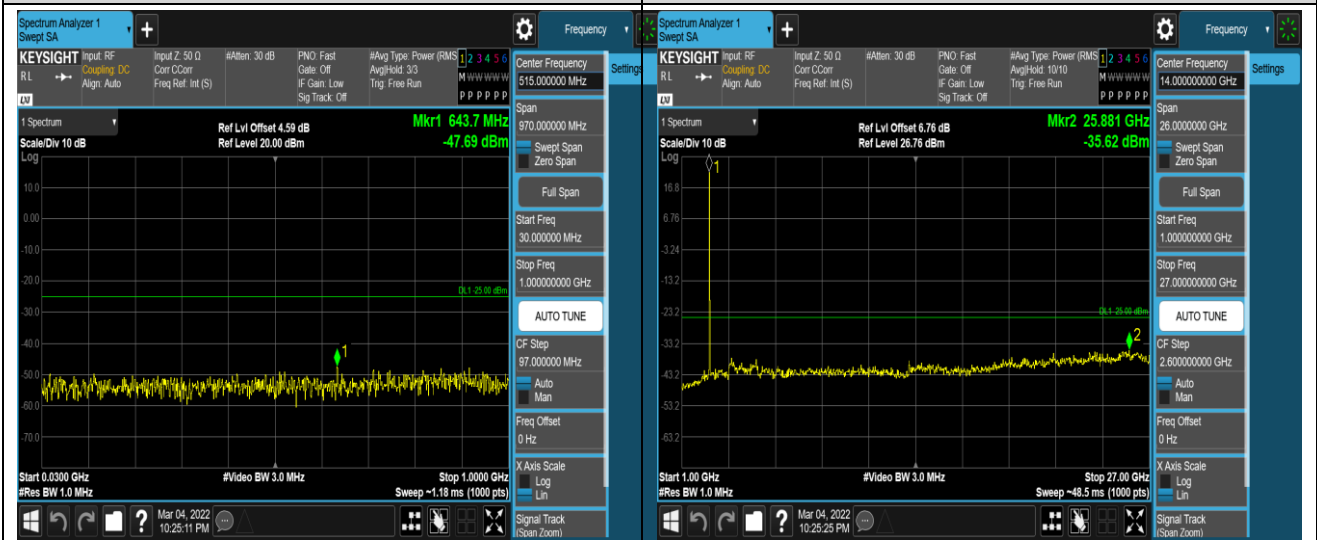 Spectrum Analyzer 1
Swept SA
Frequency
KEYSIGHT
Input: RF
Coupling: DC
Align: Auto
Input Z: 50 Ω
Corr CCorr
Freq Ref: Int (S)
#Atten: 30 dB
PNO: Fast
Gate: Off
IF Gain: Low
Sig Track: Off
#Avg Type: Power (RMS
Avg|Hold: 3/3
Trig: Free Run
1 2 3 4 5 6
M W W W W W
P P P P P P
RL
LXI
Center Frequency
515.000000 MHz
Settings
Span
970.000000 MHz
Swept Span
Zero Span
Full Span
Start Freq
30.000000 MHz
Stop Freq
1.000000000 GHz
AUTO TUNE
CF Step
97.000000 MHz
Auto
Man
Freq Offset
0 Hz
X Axis Scale
Log
Lin
Signal Track
(Span Zoom)
1 Spectrum
Scale/Div 10 dB
Log
Ref Lvl Offset 4.59 dB
Ref Level 20.00 dBm
Mkr1 643.7 MHz
-47.69 dBm
10.0
0.00
-10.0
-20.0
DL1 -25.00 dBm
-30.0
-40.0
1
-50.0
-60.0
-70.0
Start 0.0300 GHz
#Res BW 1.0 MHz
#Video BW 3.0 MHz
Stop 1.0000 GHz
Sweep ~1.18 ms (1000 pts)
?
Mar 04, 2022
10:25:11 PM
Spectrum Analyzer 1
Swept SA
Frequency
KEYSIGHT
Input: RF
Coupling: DC
Align: Auto
Input Z: 50 Ω
Corr CCorr
Freq Ref: Int (S)
#Atten: 30 dB
PNO: Fast
Gate: Off
IF Gain: Low
Sig Track: Off
#Avg Type: Power (RMS
Avg|Hold: 10/10
Trig: Free Run
1 2 3 4 5 6
M W W W W W
P P P P P P
RL
LXI
Center Frequency
14.000000000 GHz
Settings
Span
26.0000000 GHz
Swept Span
Zero Span
Full Span
Start Freq
1.000000000 GHz
Stop Freq
27.000000000 GHz
AUTO TUNE
CF Step
2.600000000 GHz
Auto
Man
Freq Offset
0 Hz
X Axis Scale
Log
Lin
Signal Track
(Span Zoom)
1 Spectrum
Scale/Div 10 dB
Log
Ref Lvl Offset 6.76 dB
Ref Level 26.76 dBm
Mkr2 25.881 GHz
-35.62 dBm
1
16.8
6.76
-3.24
-13.2
-23.2
DL1 -25.00 dBm
-33.2
2
-43.2
-53.2
-63.2
Start 1.00 GHz
#Res BW 1.0 MHz
#Video BW 3.0 MHz
Stop 27.00 GHz
Sweep ~48.5 ms (1000 pts)
?
Mar 04, 2022
10:25:25 PM